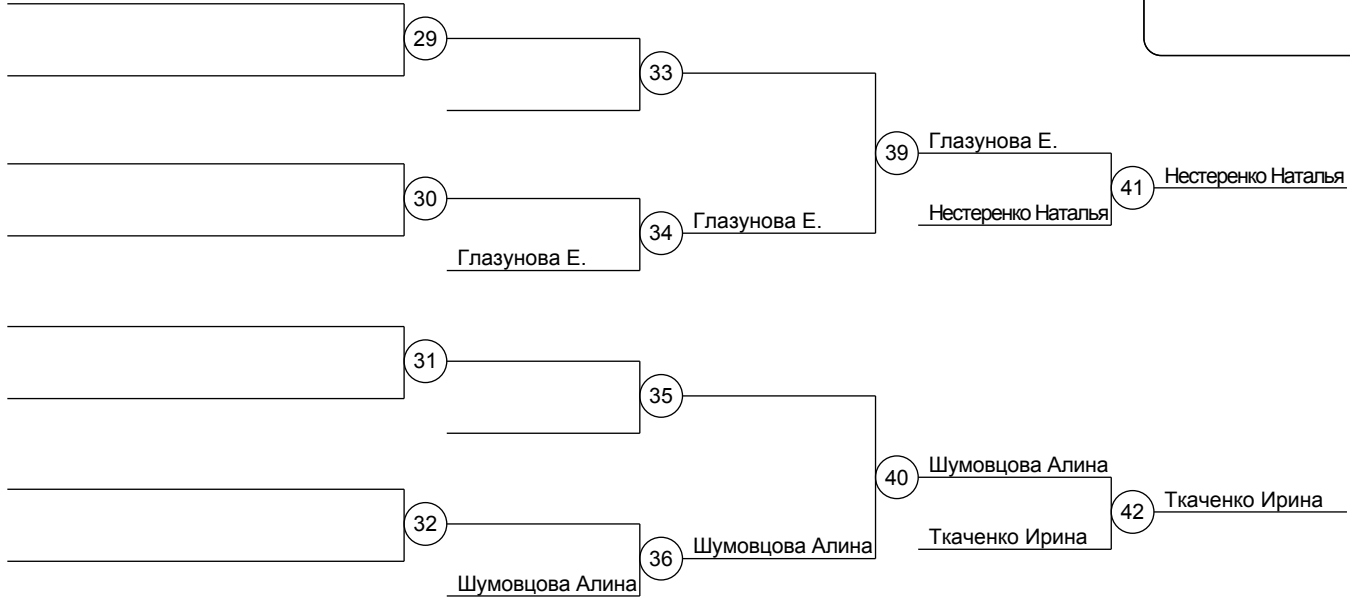 29
33
39
Глазунова Е.
41
Нестеренко Наталья
30
34
Глазунова Е.
Нестеренко Наталья
Глазунова Е.
31
35
40
Шумовцова Алина
42
Ткаченко Ирина
32
36
Шумовцова Алина
Ткаченко Ирина
Шумовцова Алина